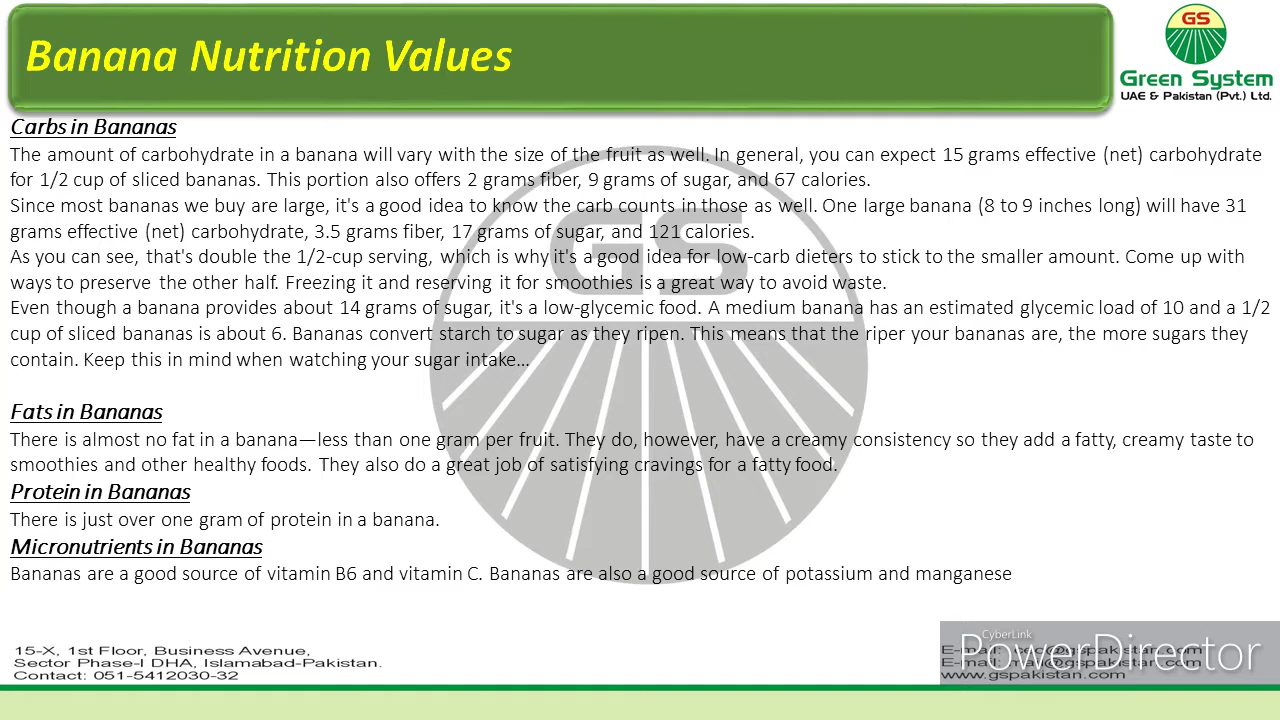 Banana Nutrition Values
GS
Green System
UAE & Pakistan (Pvt.) Ltd.
Carbs in Bananas
The amount of carbohydrate in a banana will vary with the size of the fruit as well. In general, you can expect 15 grams effective (net) carbohydrate
for 1/2 cup of sliced bananas. This portion also offers 2 grams fiber, 9 grams of sugar, and 67 calories.
Since most bananas we buy are large, it's a good idea to know the carb counts in those as well. One large banana (8 to 9 inches long) will have 31
grams effective (net) carbohydrate, 3.5 grams fiber, 17 grams of sugar, and 121 calories.
As you can see, that's double the 1/2-cup serving, which is why it's a good idea for low-carb dieters to stick to the smaller amount. Come up with
ways to preserve the other half. Freezing it and reserving it for smoothies is a great way to avoid waste.
Even though a banana provides about 14 grams of sugar, it's a low-glycemic food. A medium banana has an estimated glycemic load of 10 and a 1/2
cup of sliced bananas is about 6. Bananas convert starch to sugar as they ripen. This means that the riper your bananas are, the more sugars they
contain. Keep this in mind when watching your sugar intake…
GS
Fats in Bananas
There is almost no fat in a banana—less than one gram per fruit. They do, however, have a creamy consistency so they add a fatty, creamy taste to
smoothies and other healthy foods. They also do a great job of satisfying cravings for a fatty food.
Protein in Bananas
There is just over one gram of protein in a banana.
Micronutrients in Bananas
Bananas are a good source of vitamin B6 and vitamin C. Bananas are also a good source of potassium and manganese
15-X, 1st Floor, Business Avenue,
Sector Phase-I DHA, Islamabad-Pakistan.
Contact: 051-5412030-32
CyberLink
PowerDirector
E-mail:
E-mail:
www.gspakistan.com